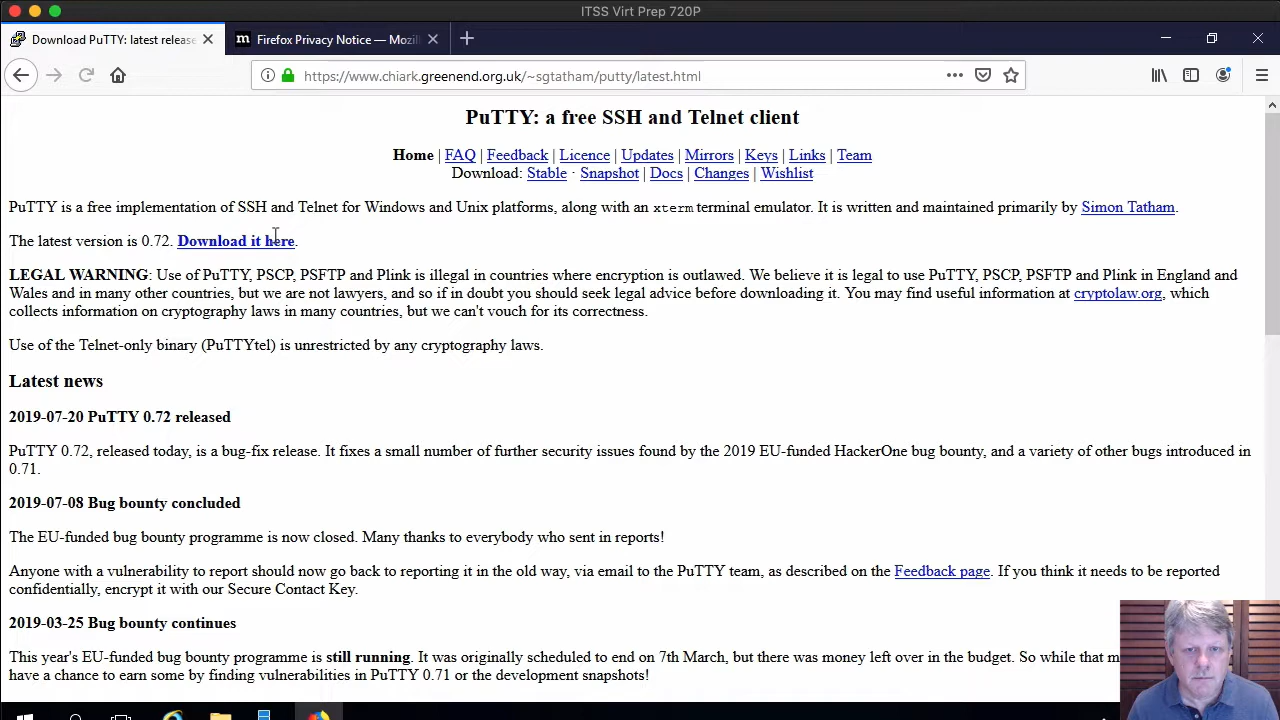 ITSS Virt Prep 720P
Download PuTTY: latest release
Firefox Privacy Notice — Mozil
https://www.chiark.greenend.org.uk/~sgtatham/putty/latest.html
PuTTY: a free SSH and Telnet client
Home | FAQ | Feedback | Licence | Updates | Mirrors | Keys | Links | Team
Download: Stable · Snapshot | Docs | Changes | Wishlist
PuTTY is a free implementation of SSH and Telnet for Windows and Unix platforms, along with an xterm terminal emulator. It is written and maintained primarily by Simon Tatham.
The latest version is 0.72. Download it here.
LEGAL WARNING: Use of PuTTY, PSCP, PSFTP and Plink is illegal in countries where encryption is outlawed. We believe it is legal to use PuTTY, PSCP, PSFTP and Plink in England and
Wales and in many other countries, but we are not lawyers, and so if in doubt you should seek legal advice before downloading it. You may find useful information at cryptolaw.org, which
collects information on cryptography laws in many countries, but we can't vouch for its correctness.
Use of the Telnet-only binary (PuTTYtel) is unrestricted by any cryptography laws.
Latest news
2019-07-20 PuTTY 0.72 released
PuTTY 0.72, released today, is a bug-fix release. It fixes a small number of further security issues found by the 2019 EU-funded HackerOne bug bounty, and a variety of other bugs introduced in
0.71.
2019-07-08 Bug bounty concluded
The EU-funded bug bounty programme is now closed. Many thanks to everybody who sent in reports!
Anyone with a vulnerability to report should now go back to reporting it in the old way, via email to the PuTTY team, as described on the Feedback page. If you think it needs to be reported
confidentially, encrypt it with our Secure Contact Key.
2019-03-25 Bug bounty continues
This year's EU-funded bug bounty programme is still running. It was originally scheduled to end on 7th March, but there was money left over in the budget. So while that m
have a chance to earn some by finding vulnerabilities in PuTTY 0.71 or the development snapshots!